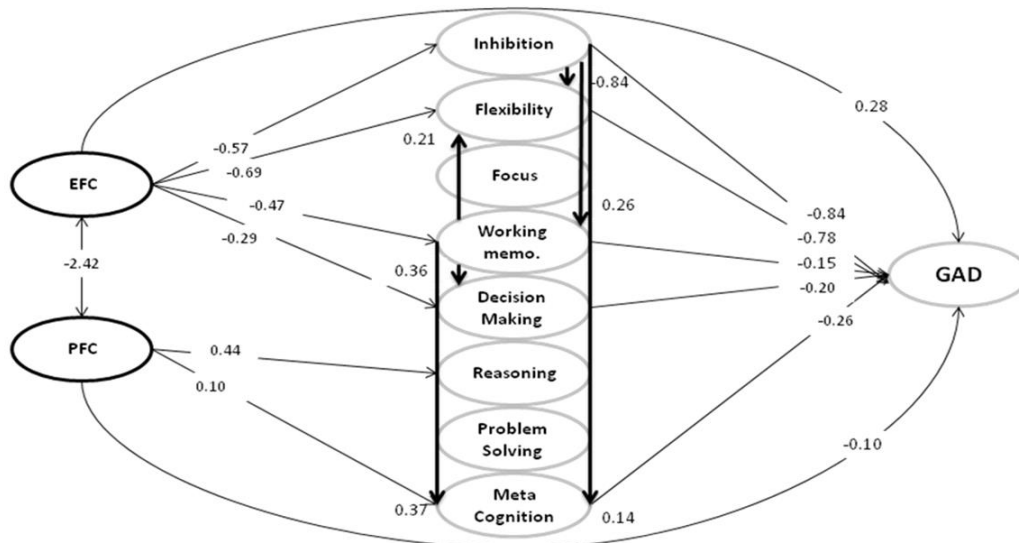 Inhibition
-0.84
Flexibility
0.28
0.21
-0.57
-0.69
EFC
Focus
-0.47
0.26
-0.84
-0.78
Working
memo.
-0.29
-2.42
0.36
-0.15
GAD
-0.20
Decision
Making
-0.26
PFC
0.44
Reasoning
0.10
Problem
Solving
-0.10
Meta
Cognition
0.37
0.14